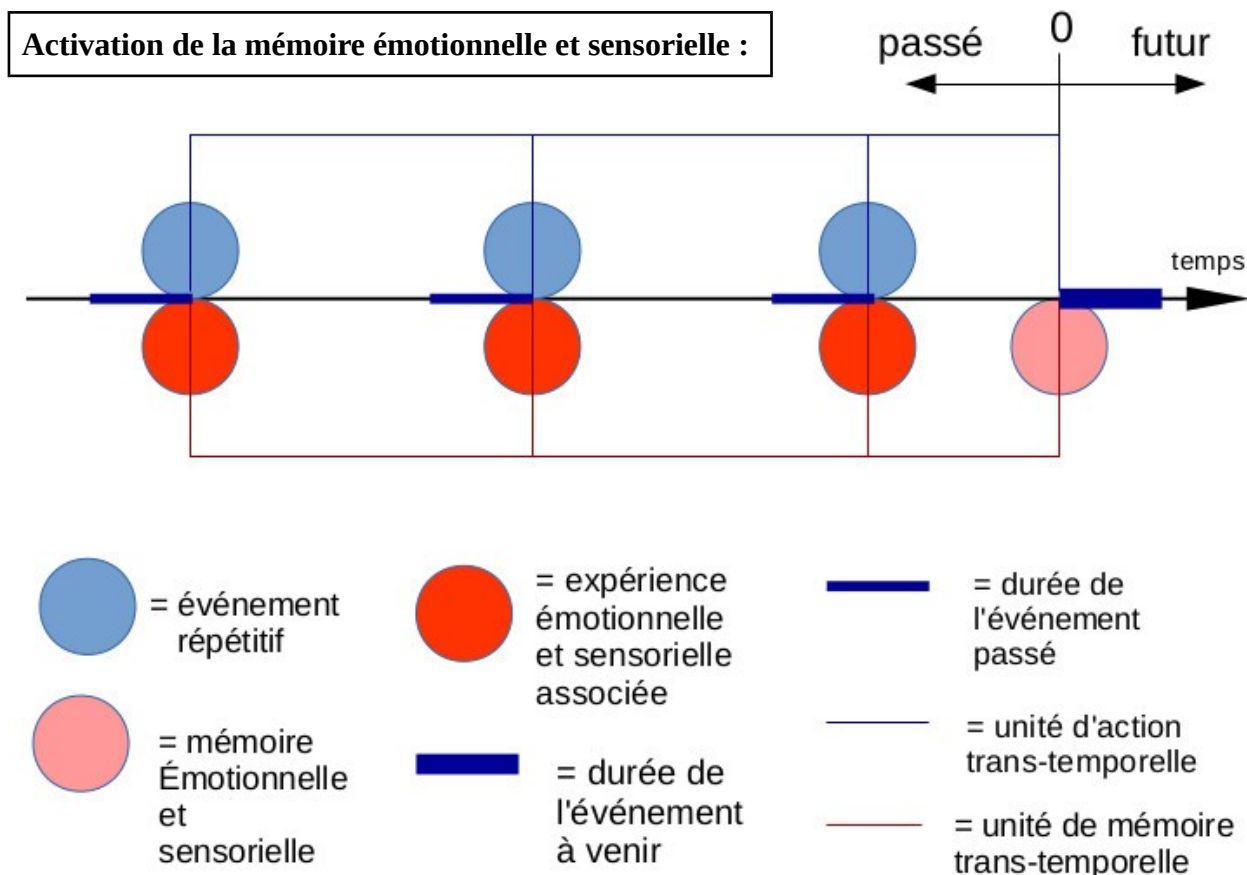 Activation de la mémoire émotionnelle et sensorielle :
passé 0 futur
temps
= événement
répétitif
= expérience
émotionnelle
et sensorielle
associée
= durée de
l'événement
passé
= mémoire
Émotionnelle
et
sensorielle
= durée de
l'événement
à venir
= unité d'action
trans-temporelle
= unité de mémoire
trans-temporelle